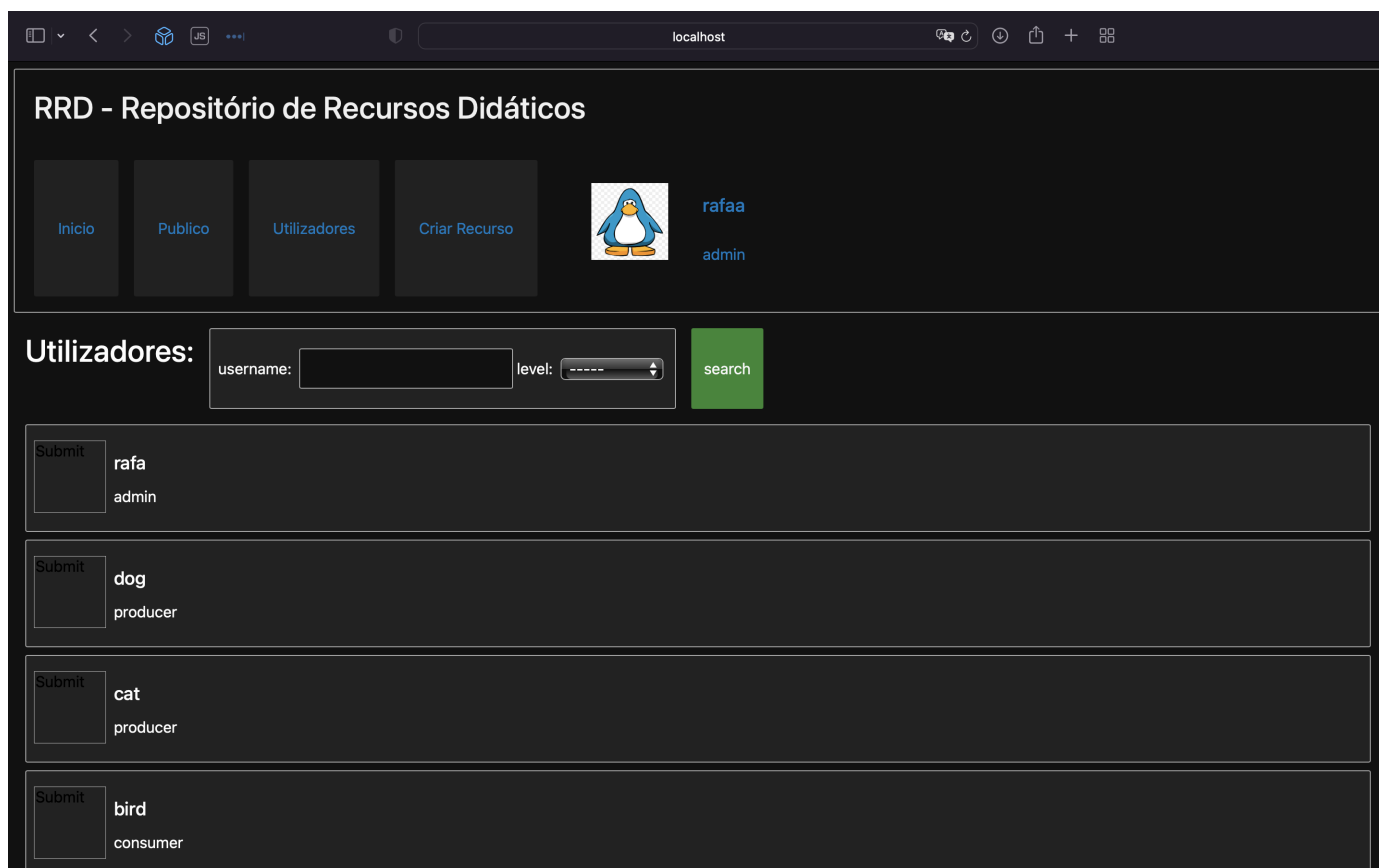 JS
localhost
RRD - Repositório de Recursos Didáticos
Inicio
Publico
Utilizadores
Criar Recurso
rafaa
admin
Utilizadores:
username:
level: -----
search
Submit
rafa
admin
Submit
dog
producer
Submit
cat
producer
Submit
bird
consumer